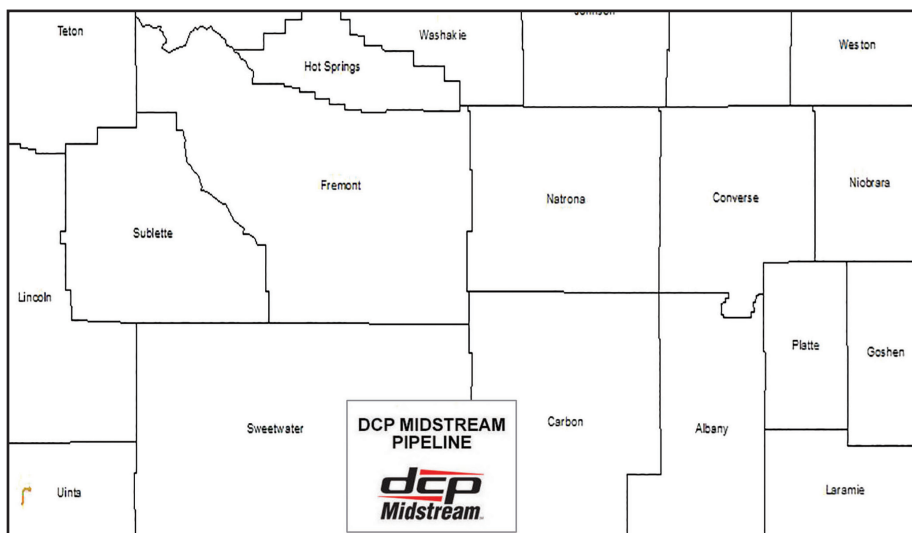 Teton
Washakie
Johnson
Weston
Hot Springs
Fremont
Natrona
Converse
Niobrara
Sublette
Lincoln
Platte
Goshen
Sweetwater
DCP MIDSTREAM
PIPELINE
dcp
Midstream
Carbon
Albany
Uinta
Laramie